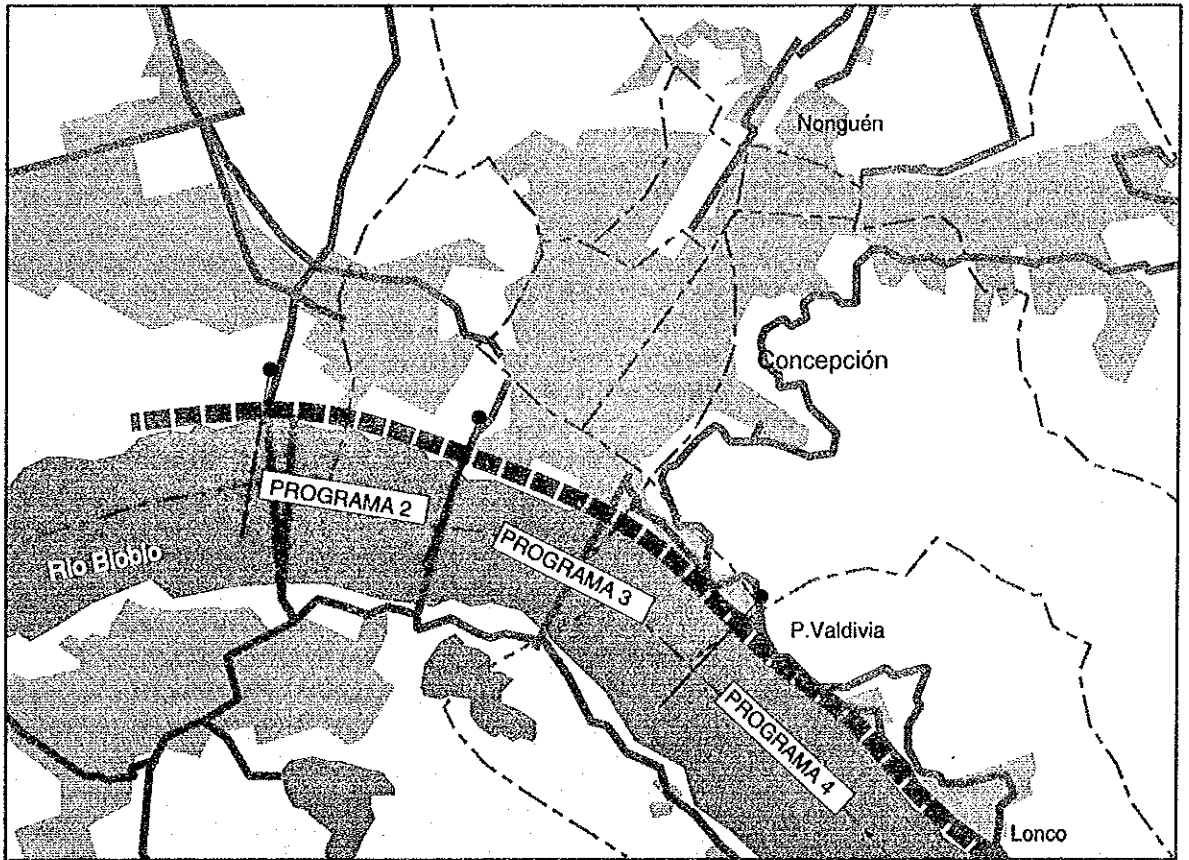 Nonguén
Concepción
PROGRAMA 2
Río Biobío
PROGRAMA 3
P.Valdivia
PROGRAMA 4
Lonco